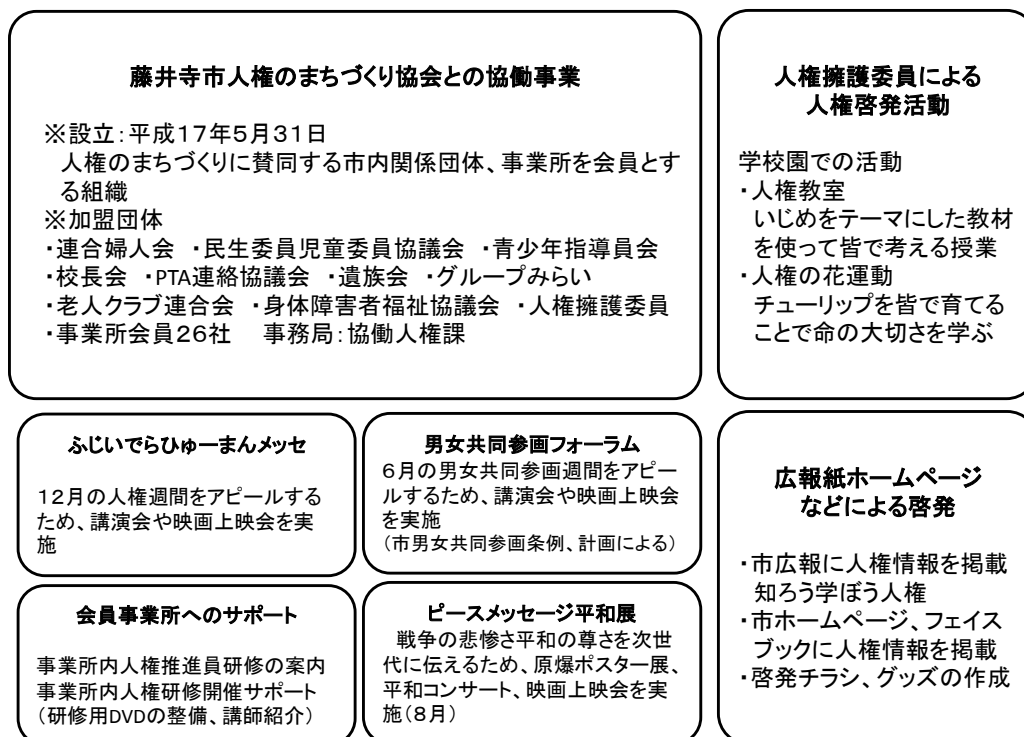 藤井寺市人権のまちづくり協会との協働事業
※設立:平成17年5月31日
人権のまちづくりに賛同する市内関係団体、事業所を会員とす
る組織
※加盟団体
・連合婦人会 ・民生委員児童委員協議会 ・青少年指導員会
・校長会 ・PTA連絡協議会 ・遺族会 ・グループみらい
・老人クラブ連合会 ・身体障害者福祉協議会 ・人権擁護委員
・事業所会員26社 事務局:協働人権課
人権擁護委員による
人権啓発活動
学校園での活動
・人権教室
いじめをテーマにした教材
を使って皆で考える授業
・人権の花運動
チューリップを皆で育てる
ことで命の大切さを学ぶ
ふじいでらひゅーまんメッセ
12月の人権週間をアピールする
ため、講演会や映画上映会を実
施
男女共同参画フォーラム
6月の男女共同参画週間をアピー
ルするため、講演会や映画上映会
を実施
(市男女共同参画条例、計画による)
広報紙ホームページ
などによる啓発
・市広報に人権情報を掲載
知ろう学ぼう人権
・市ホームページ、フェイス
ブックに人権情報を掲載
・啓発チラシ、グッズの作成
会員事業所へのサポート
事業所内人権推進員研修の案内
事業所内人権研修開催サポート
(研修用DVDの整備、講師紹介)
ピースメッセージ平和展
戦争の悲惨さ平和の尊さを次世
代に伝えるため、原爆ポスター展、
平和コンサート、映画上映会を実
施(8月)